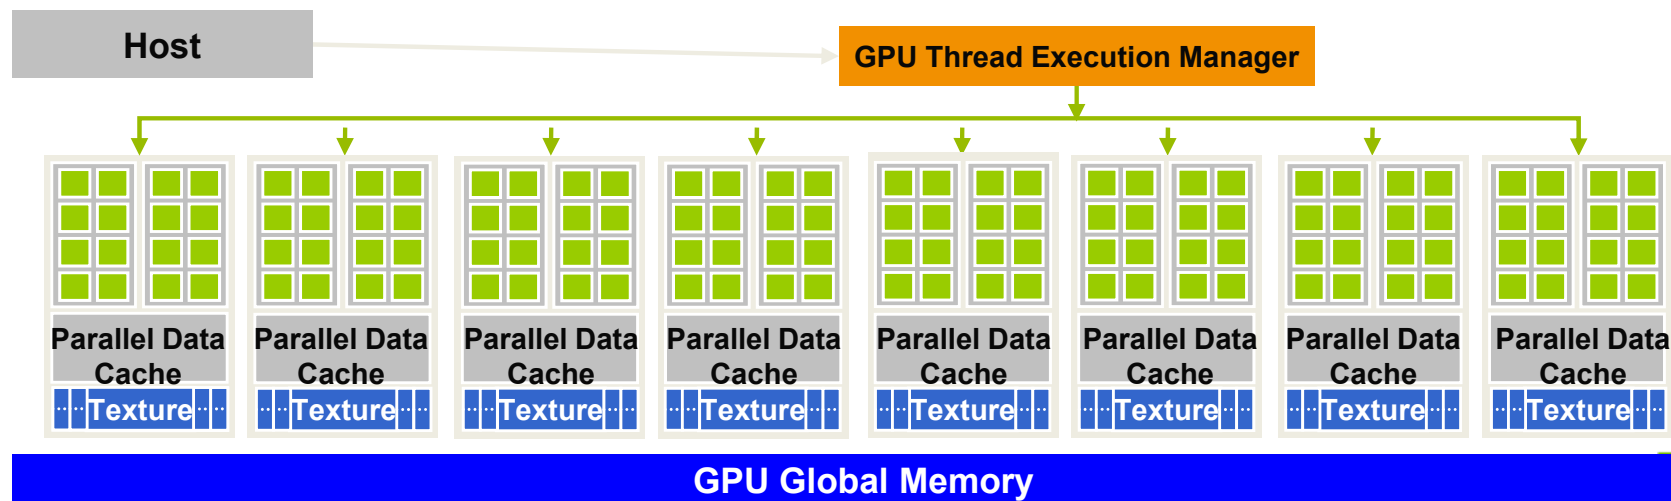 Host
GPU Thread Execution Manager
Parallel Data
Cache
Texture
Parallel Data
Cache
Texture
Parallel Data
Cache
Texture
Parallel Data
Cache
Texture
Parallel Data
Cache
Texture
Parallel Data
Cache
Texture
Parallel Data
Cache
Texture
Parallel Data
Cache
Texture
GPU Global Memory